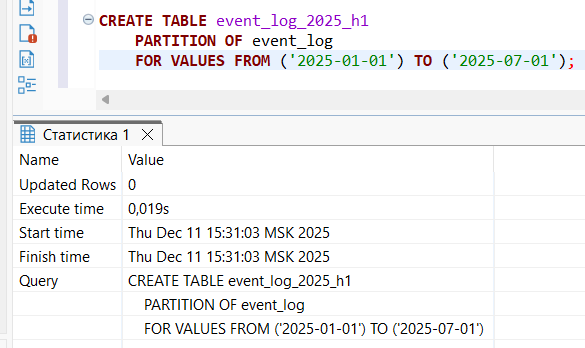 CREATE TABLE event_log_2025_h1
PARTITION OF event_log
FOR VALUES FROM ('2025-01-01') TO ('2025-07-01');
Статистика 1
Name Value
Updated Rows 0
Execute time 0,019s
Start time Thu Dec 11 15:31:03 MSK 2025
Finish time Thu Dec 11 15:31:03 MSK 2025
Query CREATE TABLE event_log_2025_h1
PARTITION OF event_log
FOR VALUES FROM ('2025-01-01') TO ('2025-07-01')